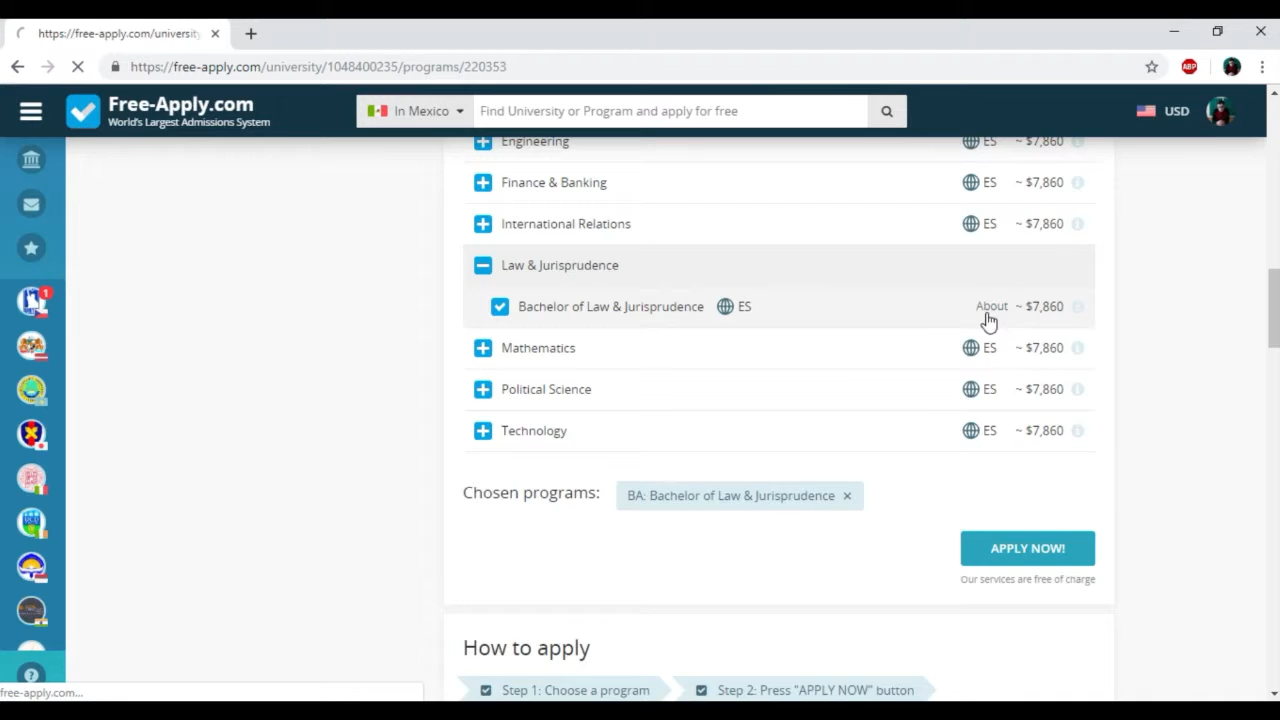 https://free-apply.com/university
https://free-apply.com/university/1048400235/programs/220353
ABP
Free-Apply.com
World's Largest Admissions System
In Mexico
Find University or Program and apply for free
USD
Engineering ES ~ $7,860
Finance & Banking ES ~ $7,860
International Relations ES ~ $7,860
Law & Jurisprudence
Bachelor of Law & Jurisprudence ES About ~ $7,860
Mathematics ES ~ $7,860
Political Science ES ~ $7,860
Technology ES ~ $7,860
Chosen programs: BA: Bachelor of Law & Jurisprudence ×
APPLY NOW!
Our services are free of charge
How to apply
Step 1: Choose a program
Step 2: Press "APPLY NOW" button
1
?
free-apply.com...